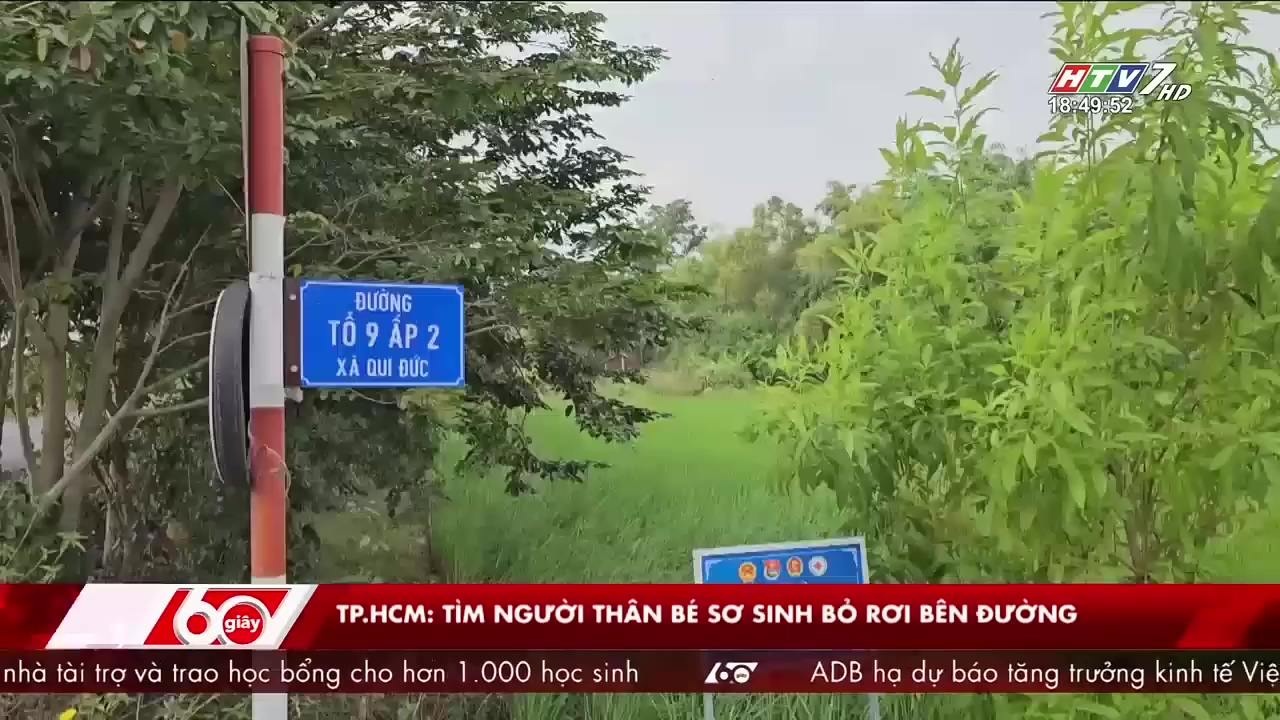 HTV7 HD
18:49:52
ĐƯỜNG
TỔ 9 ẤP 2
XÃ QUI ĐỨC
60 giây
TP.HCM: TÌM NGƯỜI THÂN BÉ SƠ SINH BỎ RƠI BÊN ĐƯỜNG
nhà tài trợ và trao học bổng cho hơn 1.000 học sinh 60 giây ADB hạ dự báo tăng trưởng kinh tế Việ